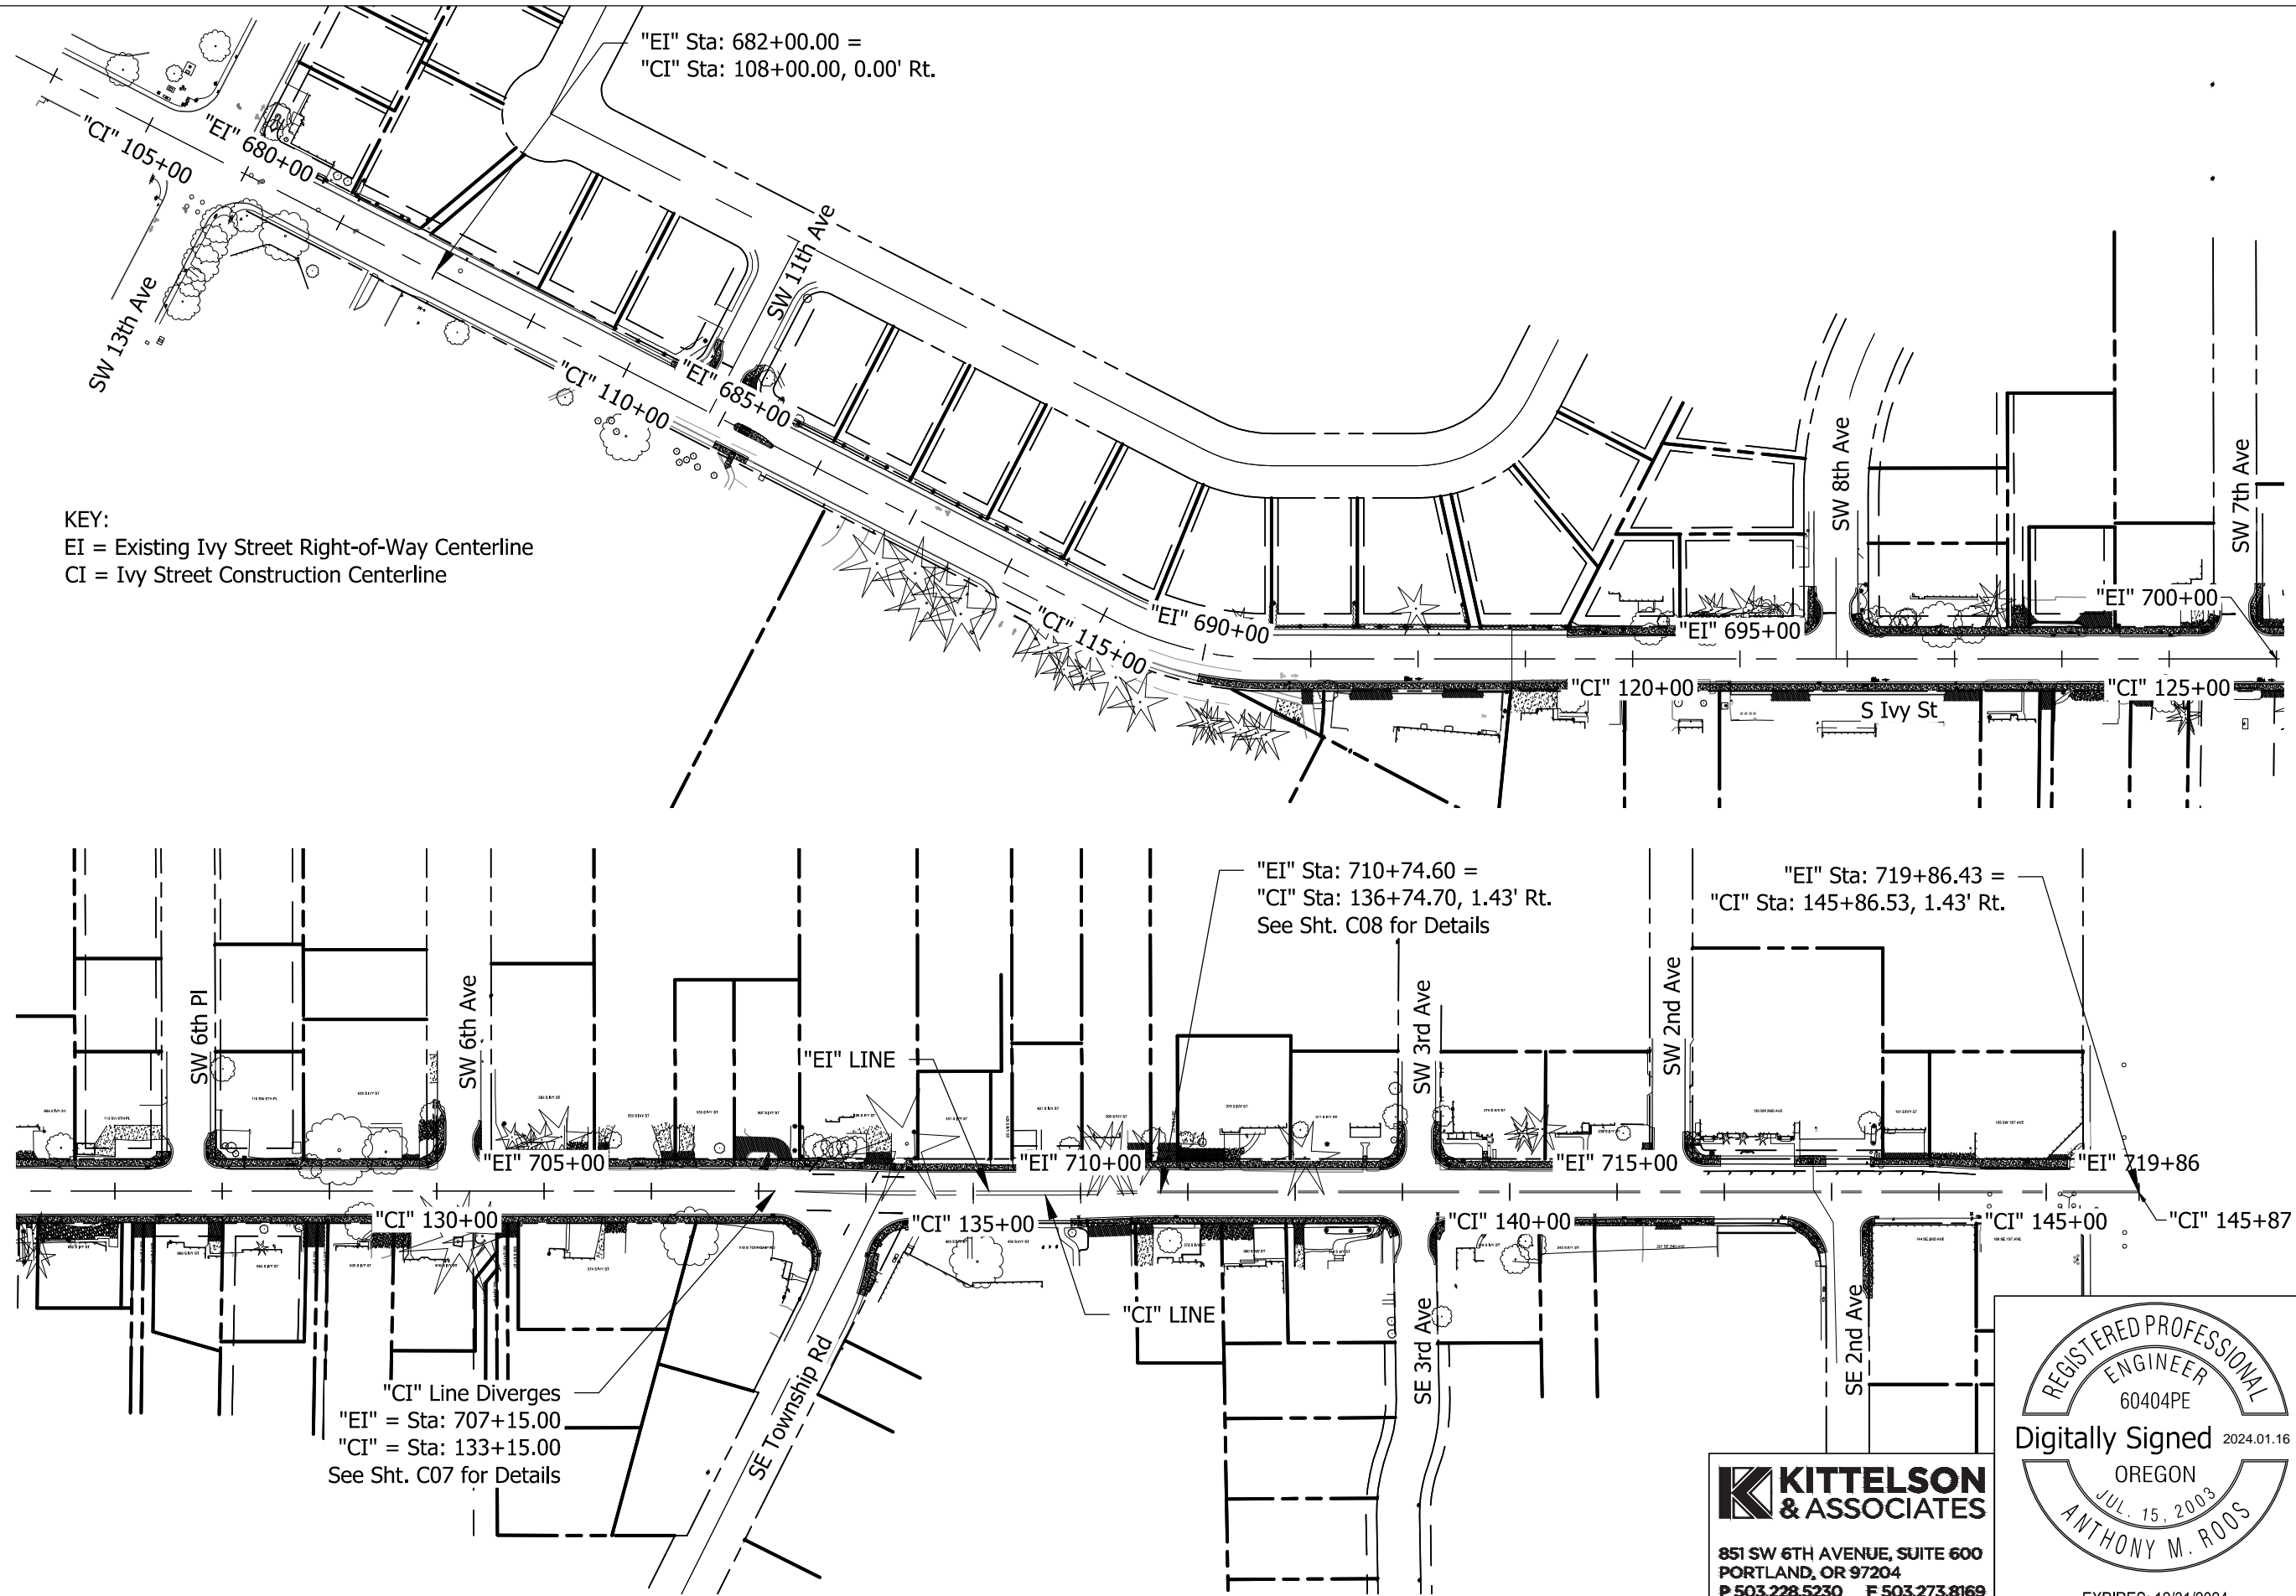 "EI" Sta: 682+00.00 =
"CI" Sta: 108+00.00, 0.00' Rt.
"CI" 105+00
"EI" 680+00
SW 13th Ave
SW 11th Ave
"CI" 110+00
"EI" 685+00
KEY:
EI = Existing Ivy Street Right-of-Way Centerline
CI = Ivy Street Construction Centerline
"CI" 115+00
"EI" 690+00
"EI" 695+00
SW 8th Ave
SW 7th Ave
"EI" 700+00
"CI" 120+00
"CI" 125+00
S Ivy St
"EI" Sta: 710+74.60 =
"CI" Sta: 136+74.70, 1.43' Rt.
See Sht. C08 for Details
"EI" Sta: 719+86.43 =
"CI" Sta: 145+86.53, 1.43' Rt.
SW 6th Pl
SW 6th Ave
"EI" LINE
SW 3rd Ave
SW 2nd Ave
"EI" 705+00
"EI" 710+00
"EI" 715+00
"EI" 719+86
"CI" 130+00
"CI" 135+00
"CI" 140+00
"CI" 145+00
"CI" 145+87
"CI" LINE
"CI" Line Diverges
"EI" = Sta: 707+15.00
"CI" = Sta: 133+15.00
See Sht. C07 for Details
SE Township Rd
SE 3rd Ave
SE 2nd Ave
REGISTERED PROFESSIONAL
ENGINEER
60404PE
Digitally Signed 2024.01.16
OREGON
JUL. 15, 2003
ANTHONY M. ROOS
KITTELSON
& ASSOCIATES
851 SW 6TH AVENUE, SUITE 600
PORTLAND, OR 97204
P 503.228.5230 F 503.273.8169